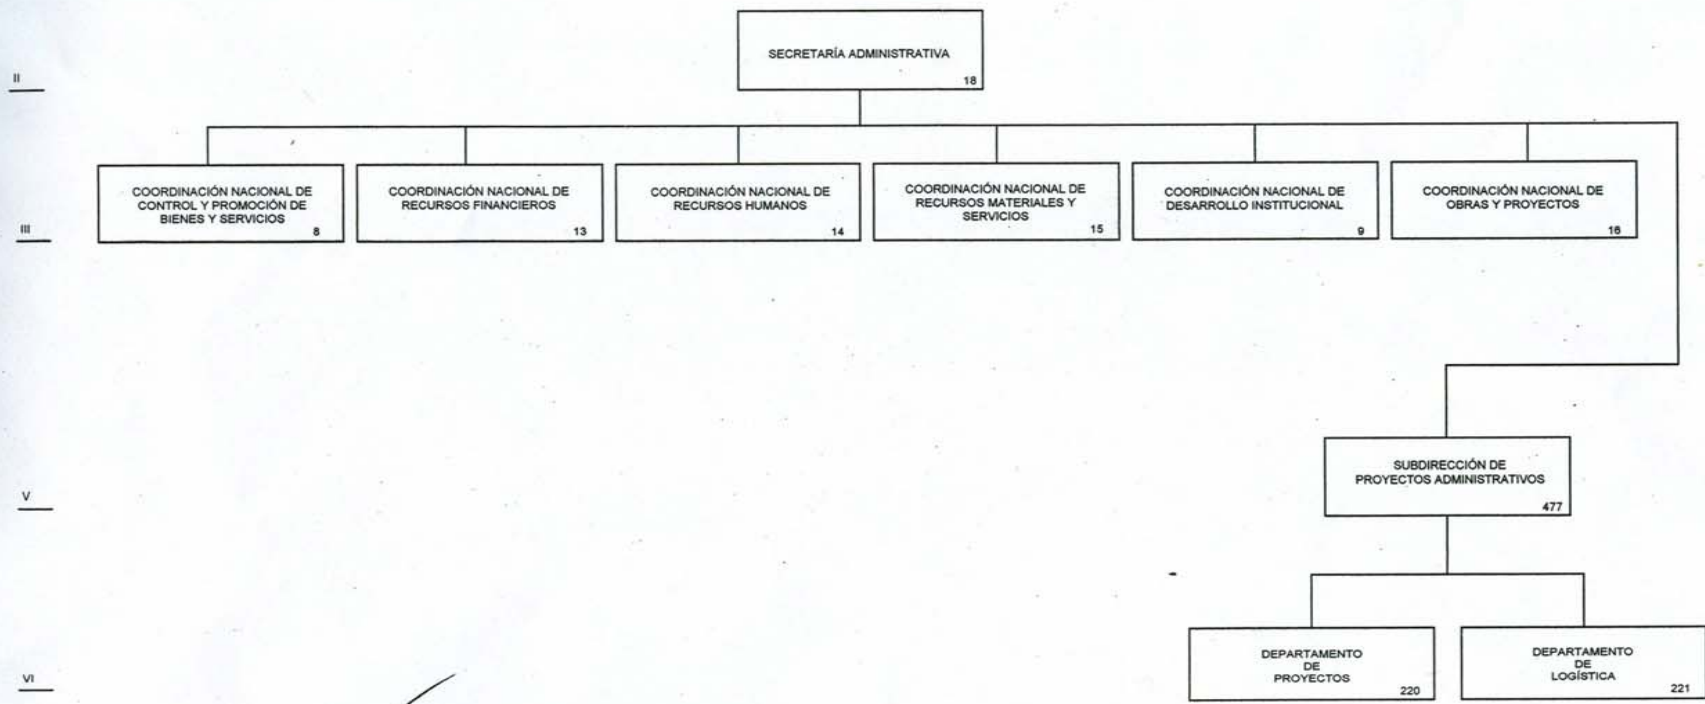 SECRETARÍA ADMINISTRATIVA
18
II
COORDINACIÓN NACIONAL DE
CONTROL Y PROMOCIÓN DE
BIENES Y SERVICIOS
8
COORDINACIÓN NACIONAL DE
RECURSOS FINANCIEROS
13
COORDINACIÓN NACIONAL DE
RECURSOS HUMANOS
14
COORDINACIÓN NACIONAL DE
RECURSOS MATERIALES Y
SERVICIOS
15
COORDINACIÓN NACIONAL DE
DESARROLLO INSTITUCIONAL
9
COORDINACIÓN NACIONAL DE
OBRAS Y PROYECTOS
16
III
SUBDIRECCIÓN DE
PROYECTOS ADMINISTRATIVOS
477
V
DEPARTAMENTO
DE
PROYECTOS
220
DEPARTAMENTO
DE
LOGÍSTICA
221
VI